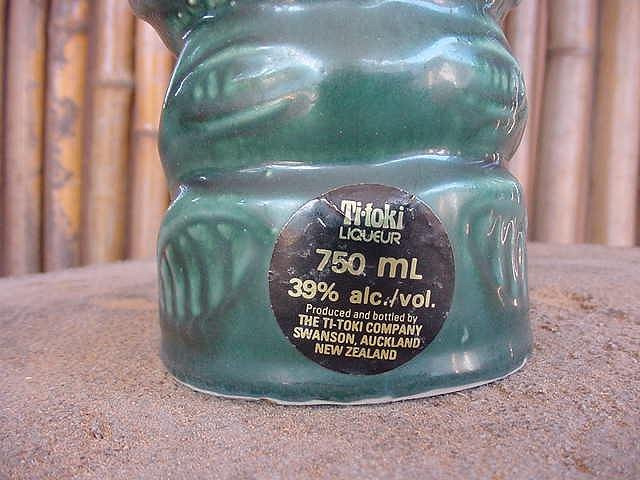 Ti-toki
LIQUEUR
750 mL
39% alc./vol.
Produced and bottled by
THE TI-TOKI COMPANY
SWANSON, AUCKLAND
NEW ZEALAND